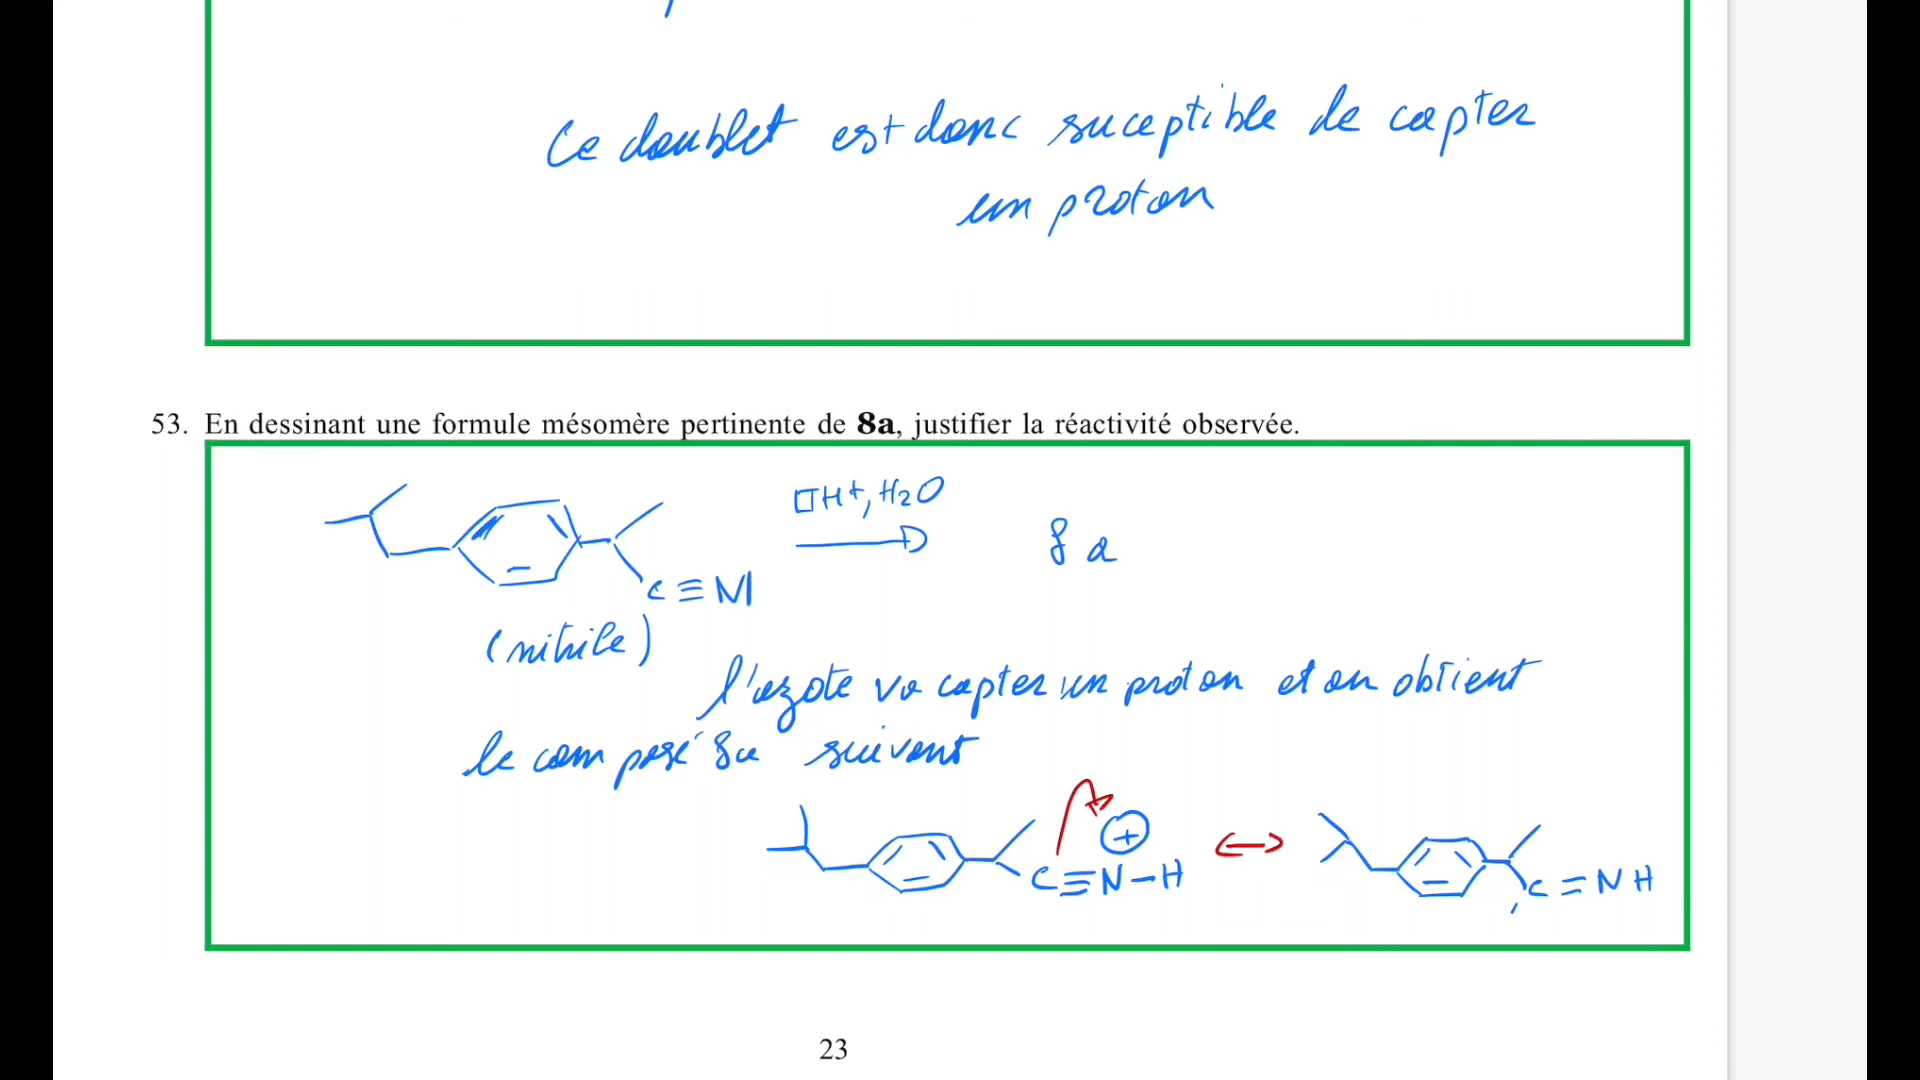 Ce doublet est donc suceptible de capter
un proton
53. En dessinant une formule mésomère pertinente de 8a, justifier la réactivité observée.
H+, H2O
8 a
C≡N|
(nitrile)
l'azote va capter un proton et on obtient
le composé 8a suivant
+
C≡N-H ↔ C=NH
23